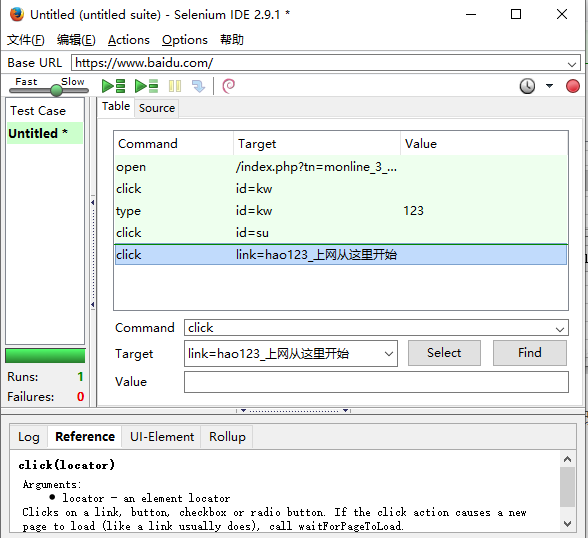 Untitled (untitled suite) - Selenium IDE 2.9.1 *
文件(F) 编辑(E) Actions Options 帮助
Base URL https://www.baidu.com/
Fast Slow
Test Case
Untitled *
Table Source
Command Target Value
open /index.php?tn=monline_3_...
click id=kw
type id=kw 123
click id=su
click link=hao123_上网从这里开始
Command click
Target link=hao123_上网从这里开始 Select Find
Value
Runs: 1
Failures: 0
Log Reference UI-Element Rollup
click(locator)
Arguments:
● locator - an element locator
Clicks on a link, button, checkbox or radio button. If the click action causes a new
page to load (like a link usually does), call waitForPageToLoad.